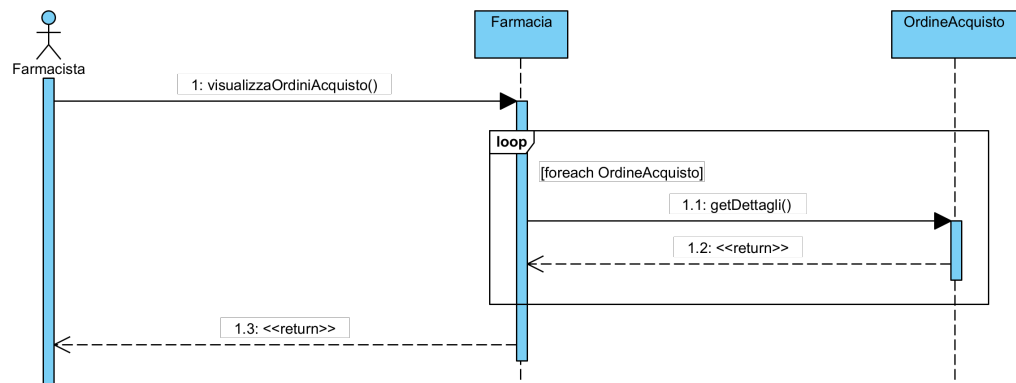 Farmacia
OrdineAcquisto
Farmacista
1: visualizzaOrdiniAcquisto()
loop
[foreach OrdineAcquisto]
1.1: getDettagli()
1.2: <<return>>
1.3: <<return>>